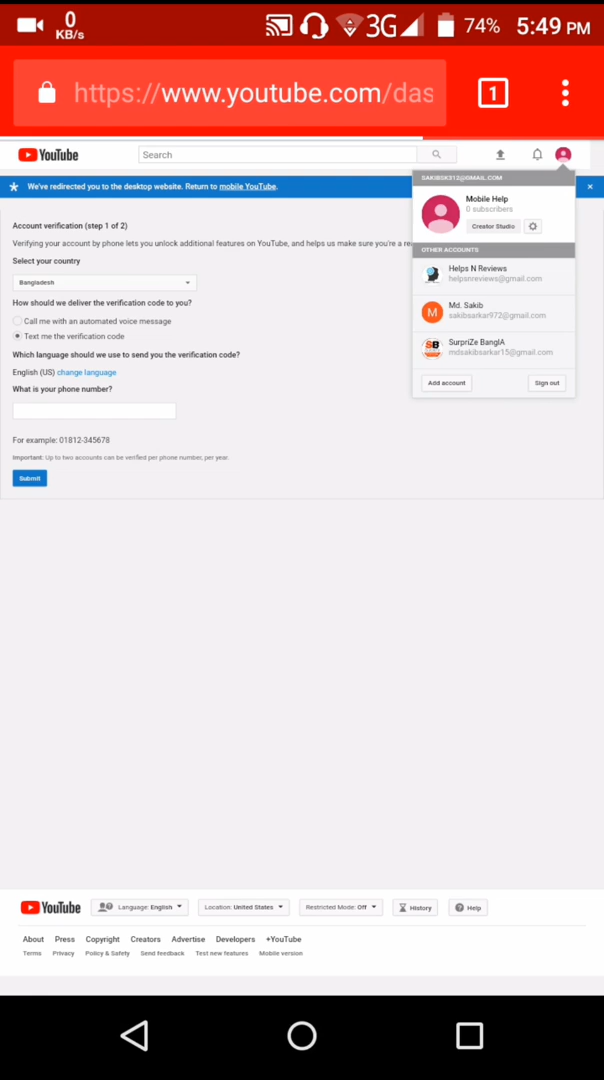 0
KB/s
3G
74%
5:49 PM
https://www.youtube.com/das
1
YouTube
Search
We've redirected you to the desktop website. Return to mobile YouTube.
×
SAKIBSK312@GMAIL.COM
Mobile Help
0 subscribers
Creator Studio
OTHER ACCOUNTS
Helps N Reviews
helpsnreviews@gmail.com
M
Md. Sakib
sakibsarkar972@gmail.com
SB
SurpriZe BanglA
mdsakibsarkar15@gmail.com
Add account
Sign out
Account verification (step 1 of 2)
Verifying your account by phone lets you unlock additional features on YouTube, and helps us make sure you're a re
Select your country
Bangladesh
How should we deliver the verification code to you?
Call me with an automated voice message
Text me the verification code
Which language should we use to send you the verification code?
English (US) change language
What is your phone number?
For example: 01812-345678
Important: Up to two accounts can be verified per phone number, per year.
Submit
YouTube
Language: English
Location: United States
Restricted Mode: Off
History
Help
About Press Copyright Creators Advertise Developers +YouTube
Terms Privacy Policy & Safety Send feedback Test new features Mobile version